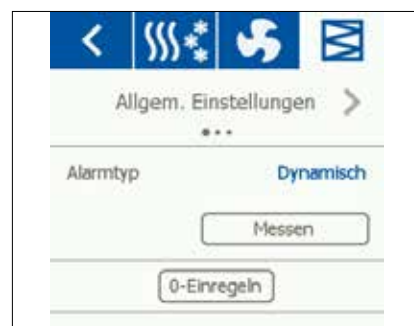 Allgem. Einstellungen
Alarmtyp Dynamisch
Messen
0-Einregeln